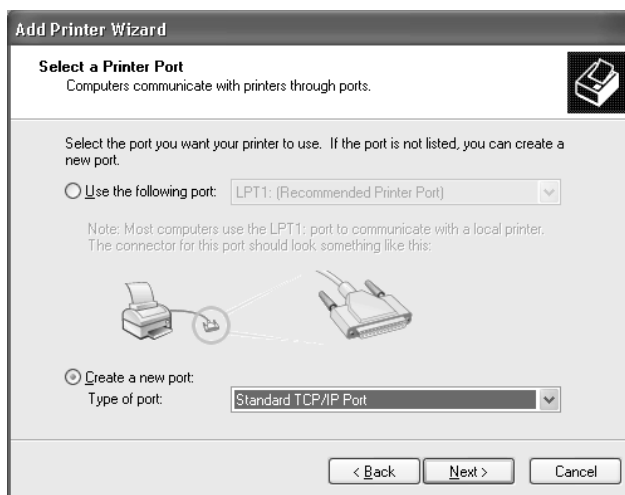 Add Printer Wizard
Select a Printer Port
Computers communicate with printers through ports.
Select the port you want your printer to use. If the port is not listed, you can create a
new port.
Use the following port: LPT1: (Recommended Printer Port)
Note: Most computers use the LPT1: port to communicate with a local printer.
The connector for this port should look something like this:
Create a new port:
Type of port: Standard TCP/IP Port
< Back Next > Cancel